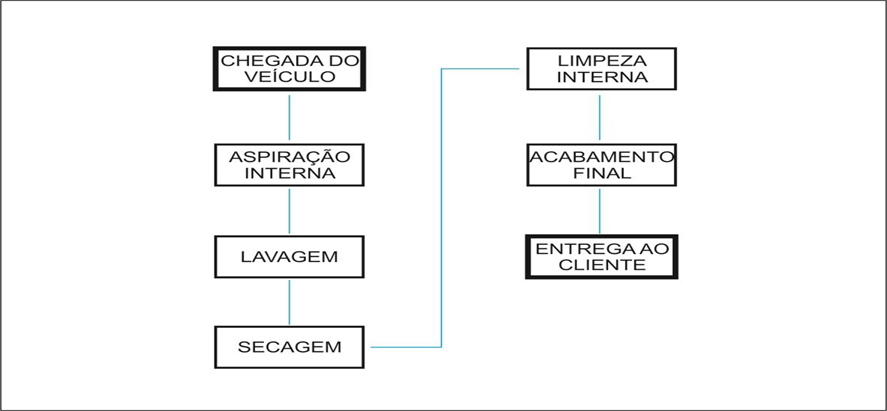 CHEGADA DO
VEÍCULO
ASPIRAÇÃO
INTERNA
LAVAGEM
SECAGEM
LIMPEZA
INTERNA
ACABAMENTO
FINAL
ENTREGA AO
CLIENTE